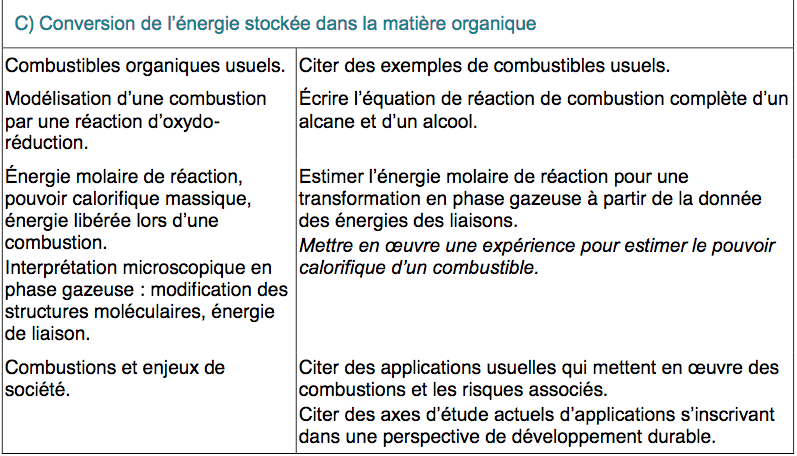 C) Conversion de l'énergie stockée dans la matière organique
Combustibles organiques usuels.
Citer des exemples de combustibles usuels.
Modélisation d'une combustion
par une réaction d'oxydo-
réduction.
Écrire l'équation de réaction de combustion complète d'un
alcane et d'un alcool.
Énergie molaire de réaction,
pouvoir calorifique massique,
énergie libérée lors d'une
combustion.
Interprétation microscopique en
phase gazeuse : modification des
structures moléculaires, énergie
de liaison.
Estimer l'énergie molaire de réaction pour une
transformation en phase gazeuse à partir de la donnée
des énergies des liaisons.
Mettre en œuvre une expérience pour estimer le pouvoir
calorifique d'un combustible.
Combustions et enjeux de
société.
Citer des applications usuelles qui mettent en œuvre des
combustions et les risques associés.
Citer des axes d'étude actuels d'applications s'inscrivant
dans une perspective de développement durable.